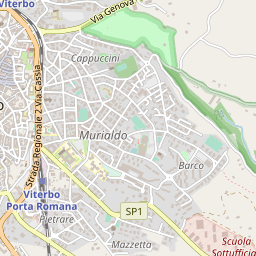 Viterbo
Via Genova
Cappuccini
Strada Regionale 2 Via Cassia
Murialdo
Barco
Viterbo
Porta Romana
SP1
Pietrare
Mazzetta
Scuola
Sottufficia